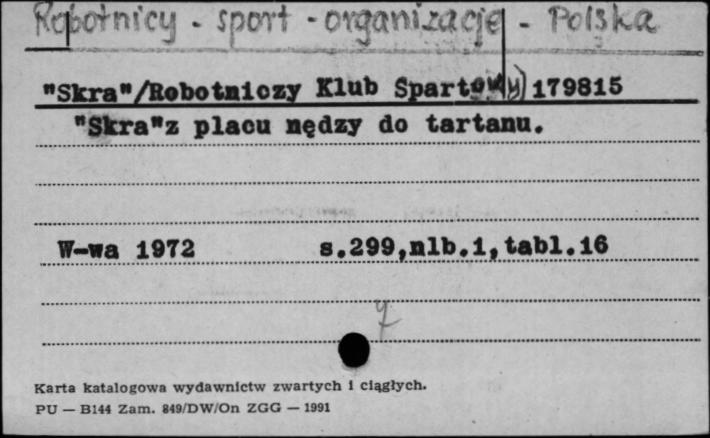 Robotnicy - sport - organizacje - Polska
"Skra"/Robotniczy Klub Sportowy) 179815
"Skra"z placu nędzy do tartanu.
W-wa 1972 s.299,nlb.1,tabl.16
Karta katalogowa wydawnictw zwartych i ciągłych.
PU — B144 Zam. 849/DW/On ZGG — 1991